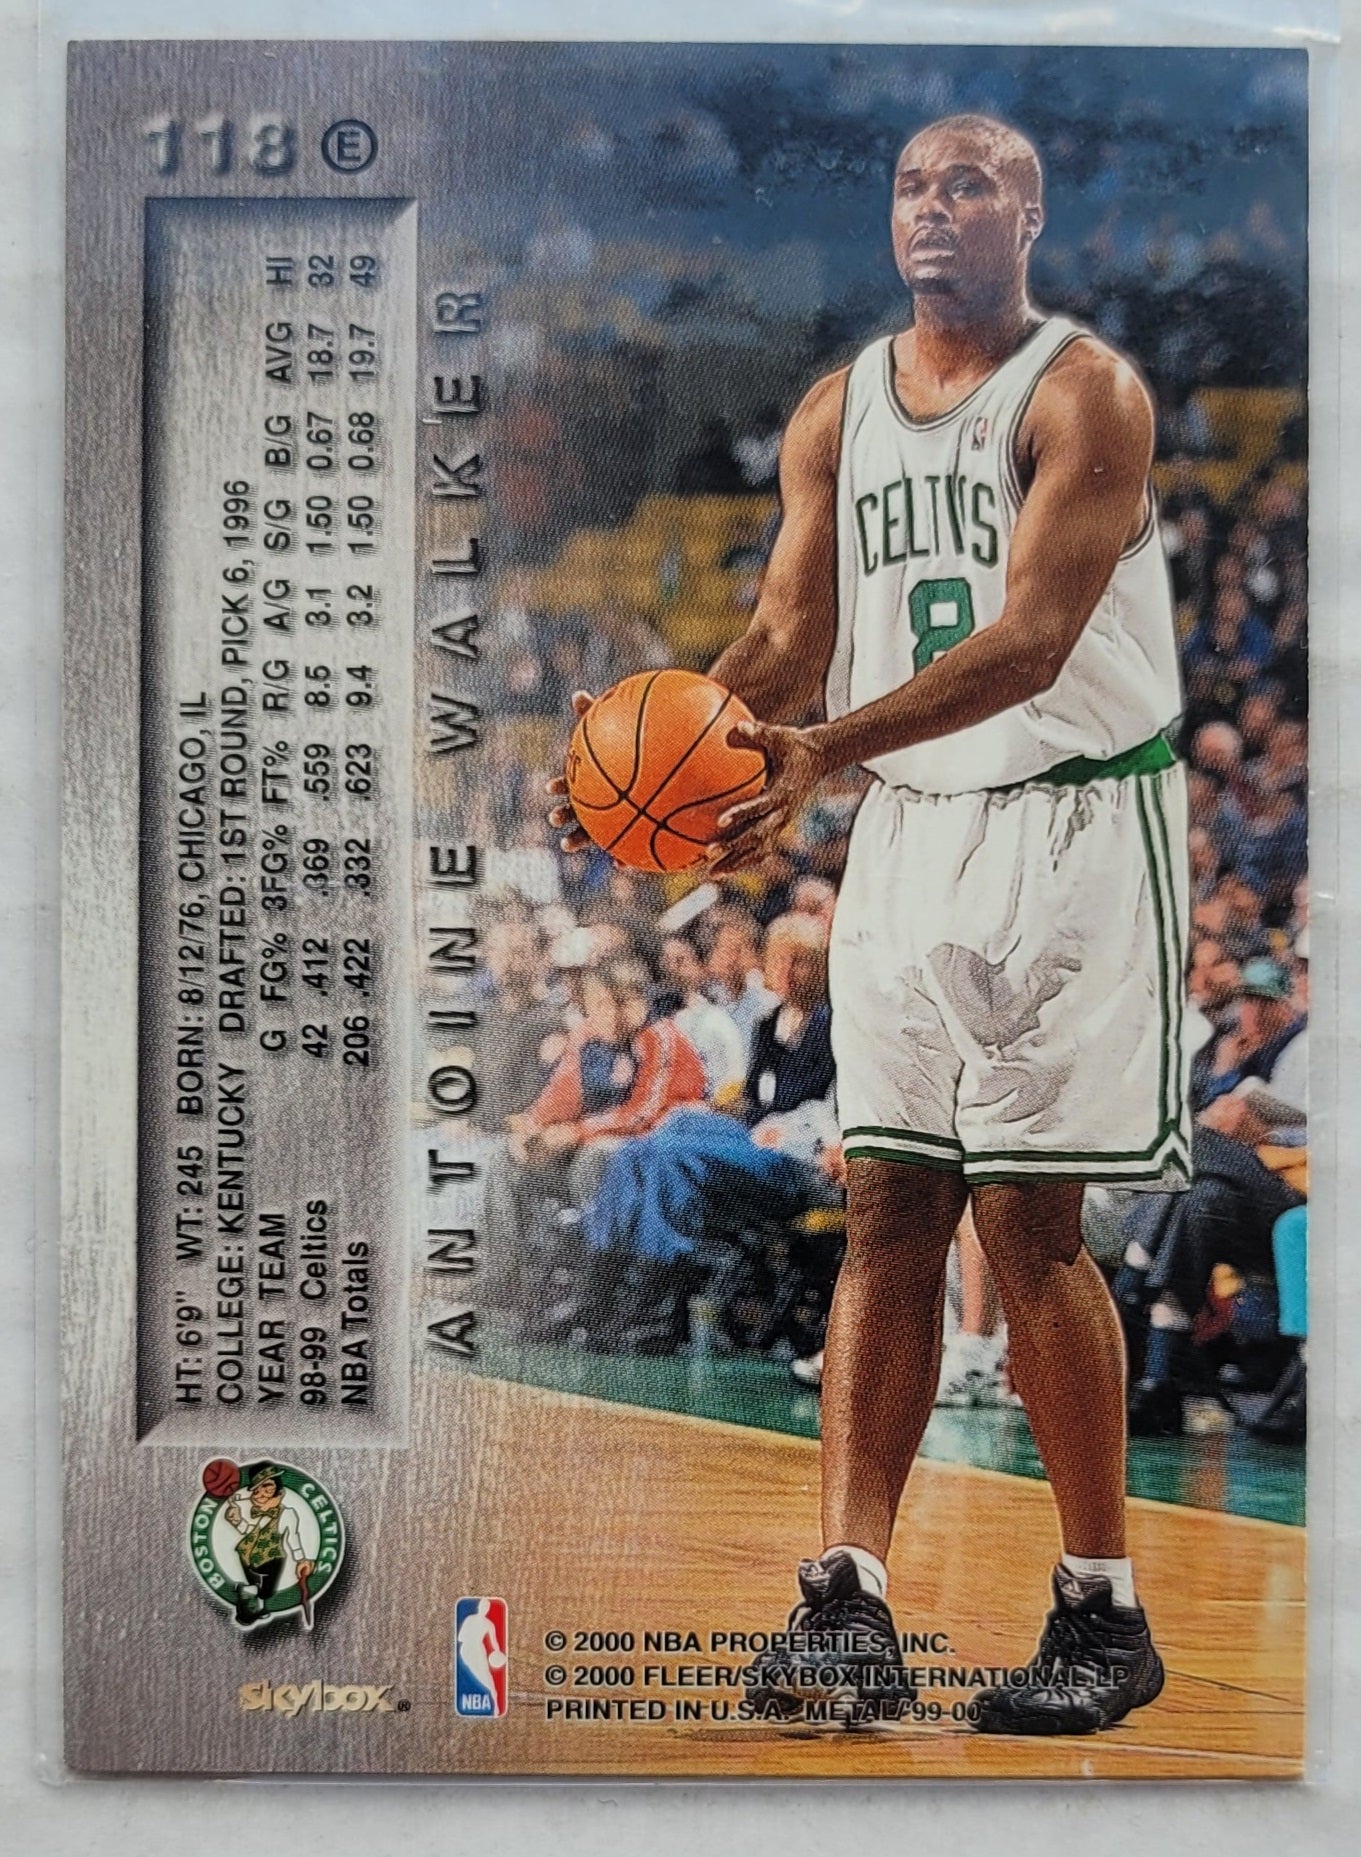 118 E
HT: 6'9" WT: 245 BORN: 8/12/76, CHICAGO, IL
COLLEGE: KENTUCKY DRAFTED: 1ST ROUND, PICK 6, 1996
YEAR TEAM G FG% 3FG% FT% R/G A/G S/G B/G AVG HI
98-99 Celtics 42 .412 .369 .559 8.5 3.1 1.50 0.67 18.7 32
NBA Totals 206 .422 .332 .623 9.4 3.2 1.50 0.68 19.7 49
ANTOINE WALKER
CELTICS
8
BOSTON CELTICS
skybox®
NBA
© 2000 NBA PROPERTIES, INC.
© 2000 FLEER/SKYBOX INTERNATIONAL LP
PRINTED IN U.S.A. METAL '99-00